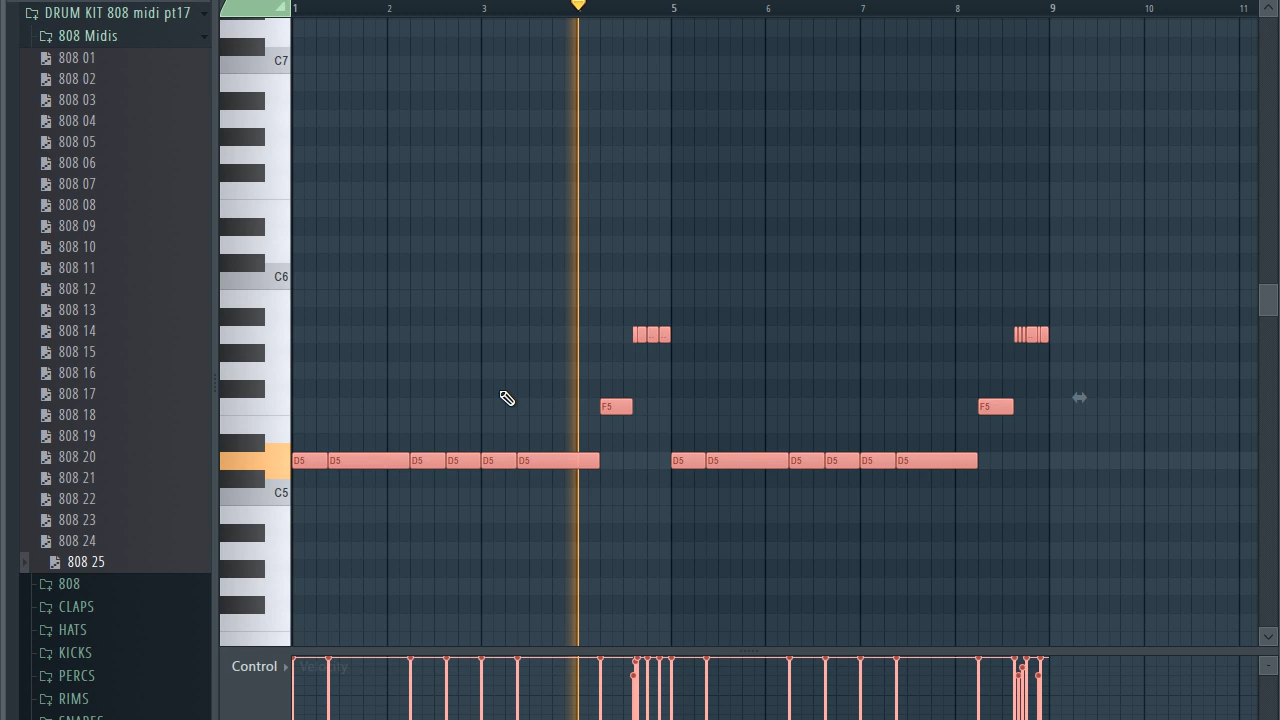 DRUM KIT 808 midi pt17
808 Midis
808 01
808 02
808 03
808 04
808 05
808 06
808 07
808 08
808 09
808 10
808 11
808 12
808 13
808 14
808 15
808 16
808 17
808 18
808 19
808 20
808 21
808 22
808 23
808 24
808 25
808
CLAPS
HATS
KICKS
PERCS
RIMS
1 2 3 5 6 7 8 9 10 11
C7
C6
F5 F5
D5 D5 D5 D5 D5 D5 D5 D5 D5 D5 D5 D5
C5
Control Velocity